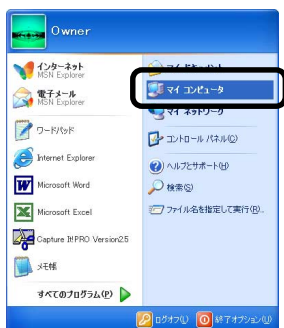 Owner
インターネット
MSN Explorer
電子メール
MSN Explorer
ワードパッド
Internet Explorer
Microsoft Word
Microsoft Excel
Capture It!PRO Version2.5
メモ帳
すべてのプログラム(P)
マイ コンピュータ
マイ ネットワーク
コントロール パネル(C)
ヘルプとサポート(H)
検索(S)
ファイル名を指定して実行(R)...
ログオフ(L)
終了オプション(U)